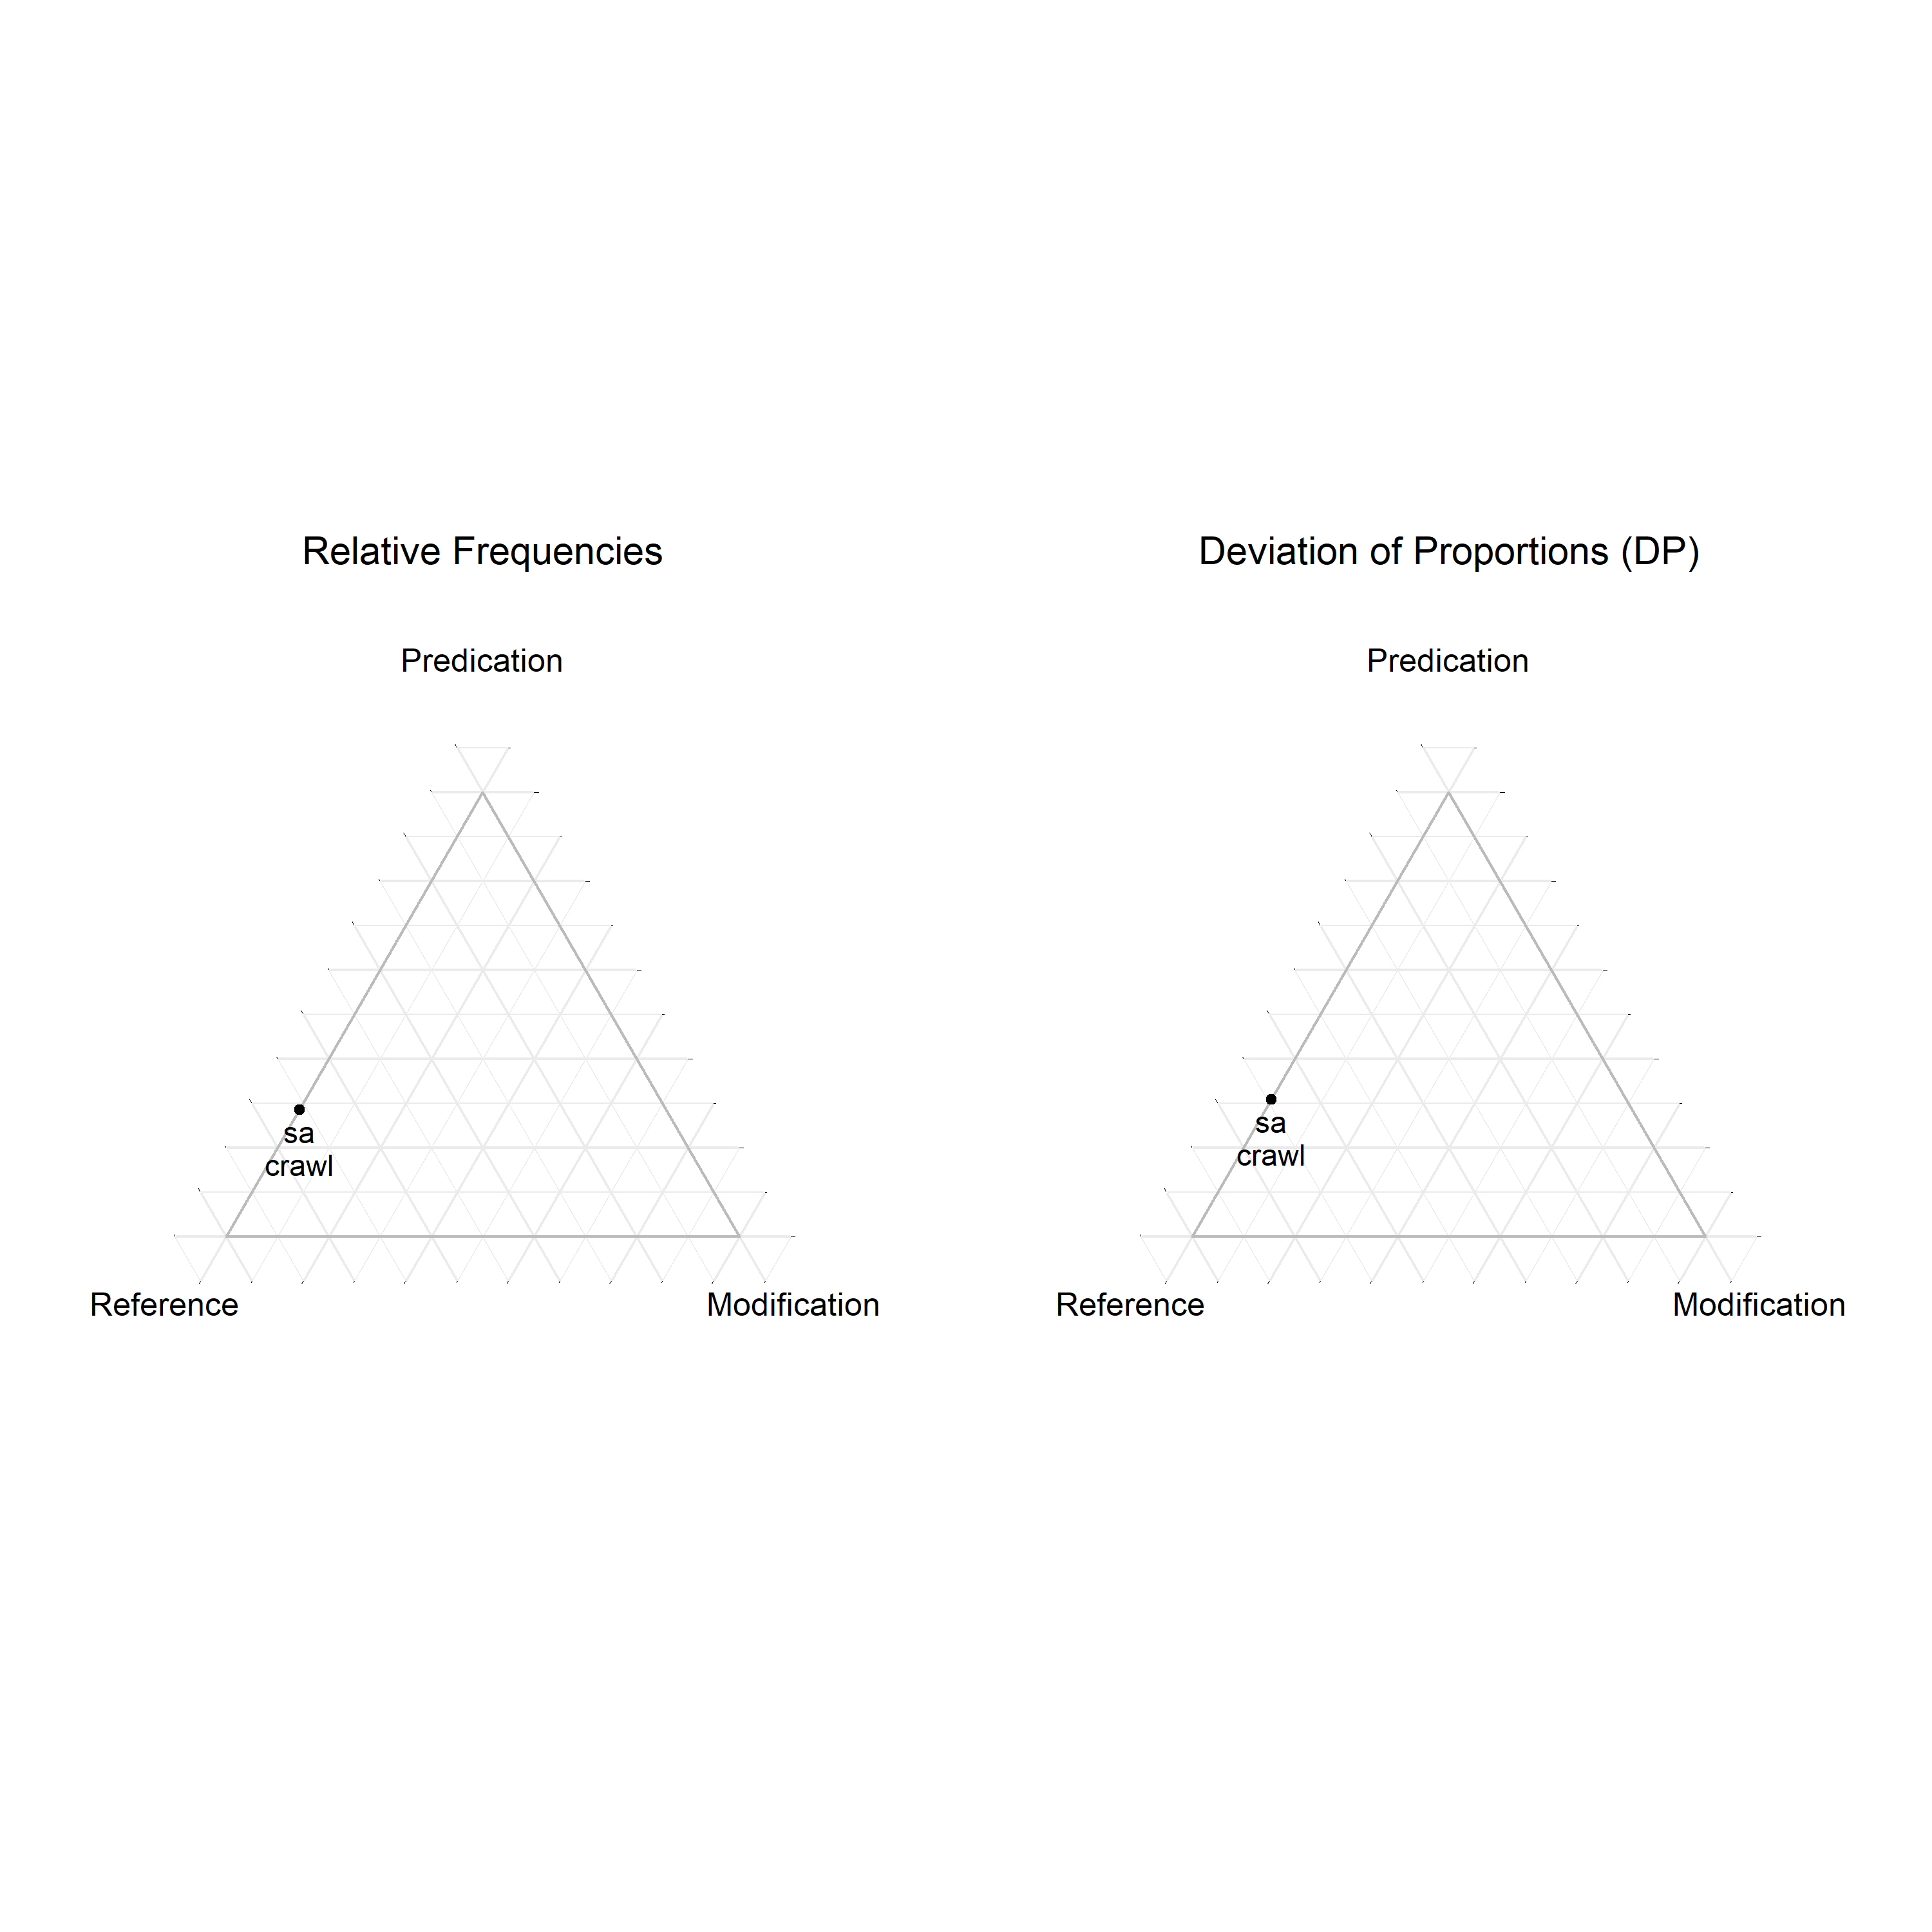 Relative Frequencies
Predication
sa
crawl
Reference
Modification
Deviation of Proportions (DP)
Predication
sa
crawl
Reference
Modification